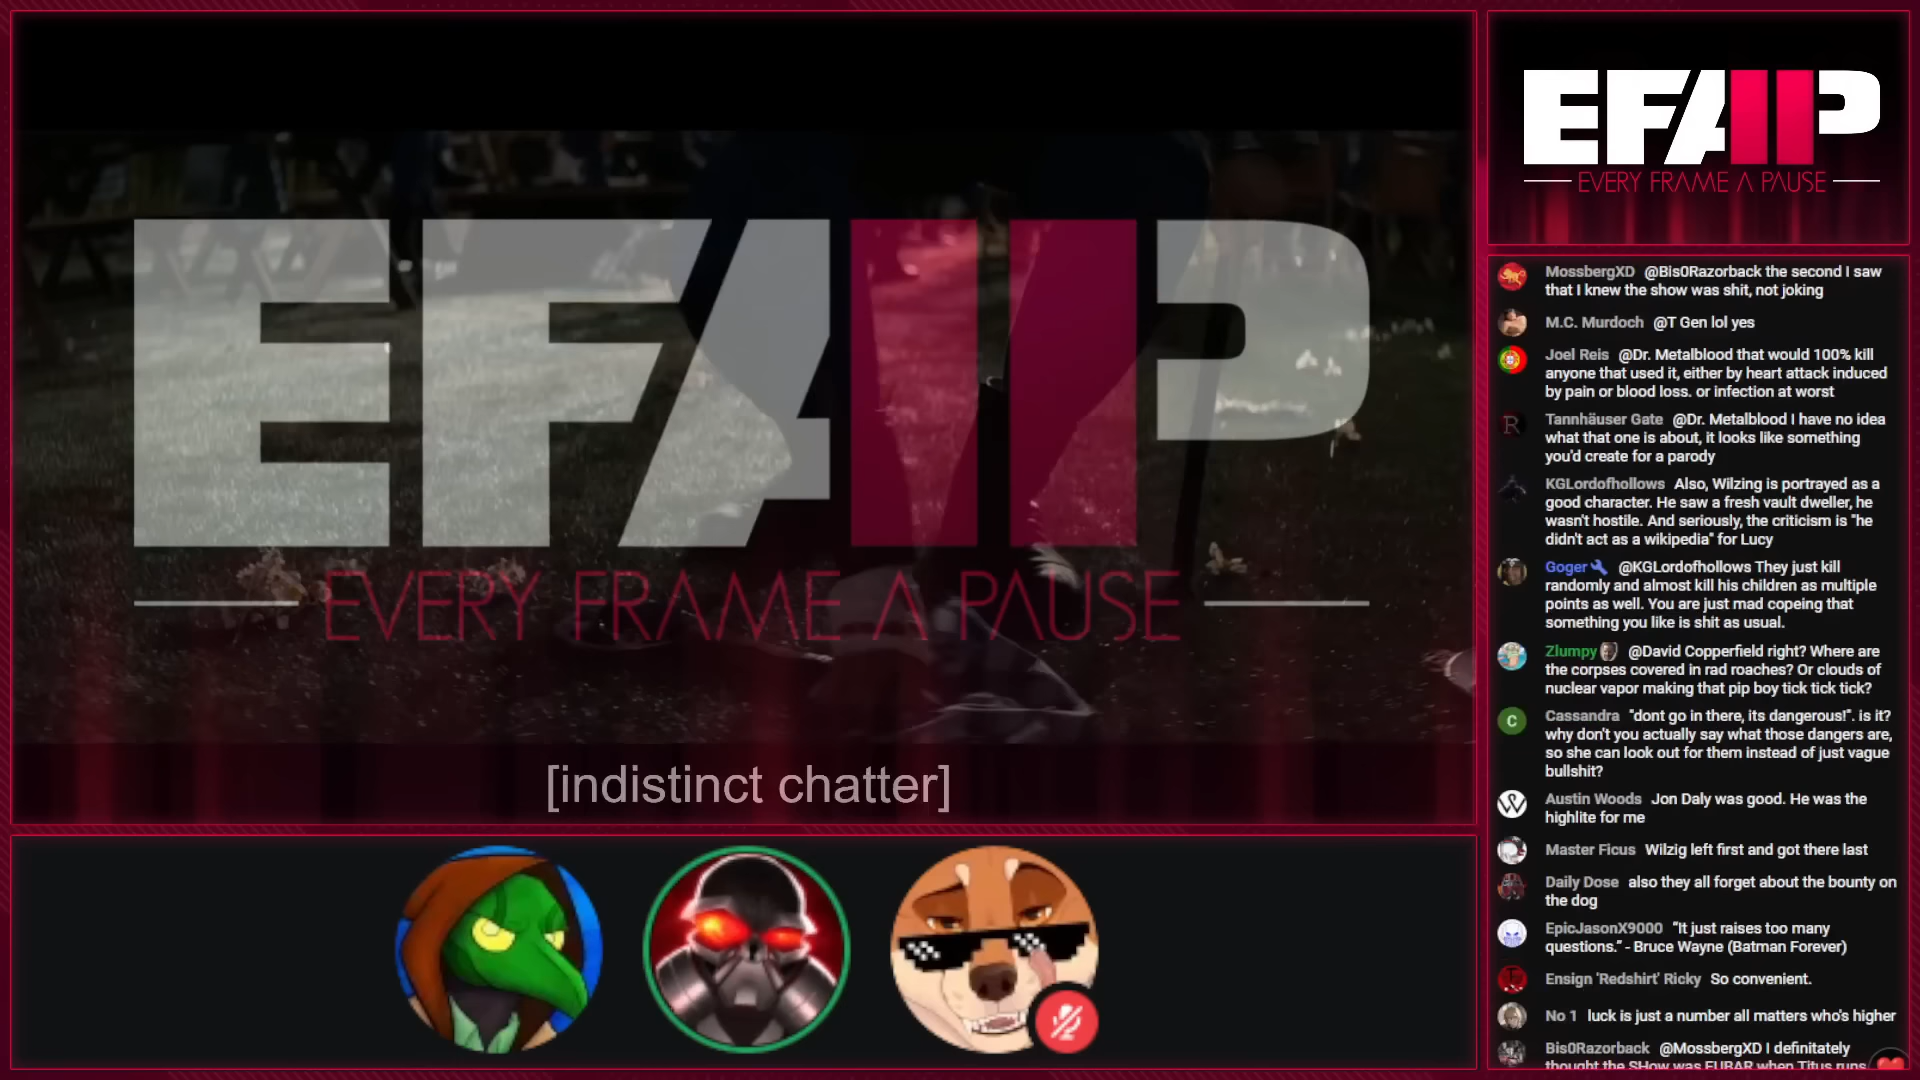 EFAP
EVERY FRAME A PAUSE
[indistinct chatter]
EFAP
EVERY FRAME A PAUSE
MossbergXD @Bis0Razorback the second I saw
that I knew the show was shit, not joking
M.C. Murdoch @T Gen lol yes
Joel Reis @Dr. Metalblood that would 100% kill
anyone that used it, either by heart attack induced
by pain or blood loss. or infection at worst
R
Tannhäuser Gate @Dr. Metalblood I have no idea
what that one is about, it looks like something
you'd create for a parody
KGLordofhollows Also, Wilzing is portrayed as a
good character. He saw a fresh vault dweller, he
wasn't hostile. And seriously, the criticism is "he
didn't act as a wikipedia" for Lucy
Goger @KGLordofhollows They just kill
randomly and almost kill his children as multiple
points as well. You are just mad copeing that
something you like is shit as usual.
Zlumpy @David Copperfield right? Where are
the corpses covered in rad roaches? Or clouds of
nuclear vapor making that pip boy tick tick tick?
C
Cassandra "dont go in there, its dangerous!". is it?
why don't you actually say what those dangers are,
so she can look out for them instead of just vague
bullshit?
Austin Woods Jon Daly was good. He was the
highlite for me
Master Ficus Wilzig left first and got there last
Daily Dose also they all forget about the bounty on
the dog
EpicJasonX9000 “It just raises too many
questions.” - Bruce Wayne (Batman Forever)
Ensign 'Redshirt' Ricky So convenient.
No 1 luck is just a number all matters who's higher
Bis0Razorback @MossbergXD I definitely
thought the SHow was FUBAR when Titus runs